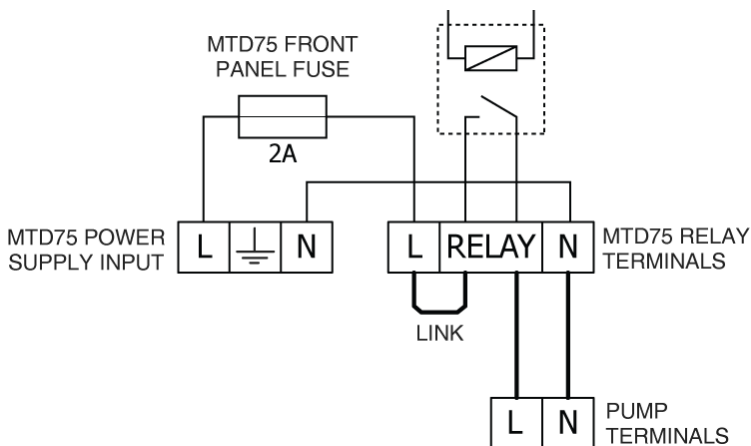 MTD75 FRONT
PANEL FUSE
2A
MTD75 POWER
SUPPLY INPUT
L
N
L
RELAY
N
MTD75 RELAY
TERMINALS
LINK
L
N
PUMP
TERMINALS